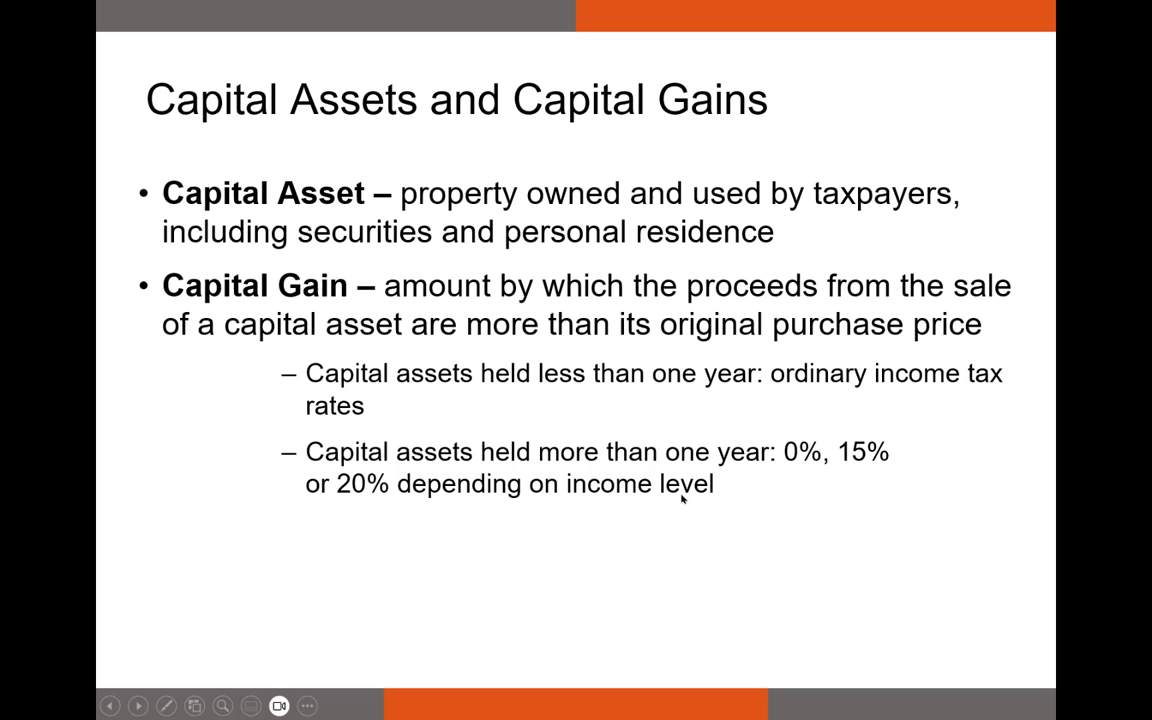 Capital Assets and Capital Gains
• Capital Asset – property owned and used by taxpayers,
including securities and personal residence
• Capital Gain – amount by which the proceeds from the sale
of a capital asset are more than its original purchase price
– Capital assets held less than one year: ordinary income tax
rates
– Capital assets held more than one year: 0%, 15%
or 20% depending on income level